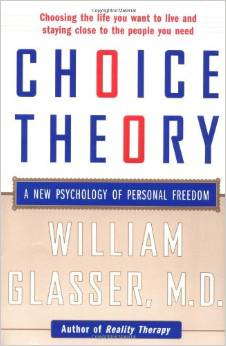 Choosing the life you want to live and
staying close to the people you need
CHOICE
THEORY
A NEW PSYCHOLOGY OF PERSONAL FREEDOM
WILLIAM
GLASSER, M.D.
Author of Reality Therapy